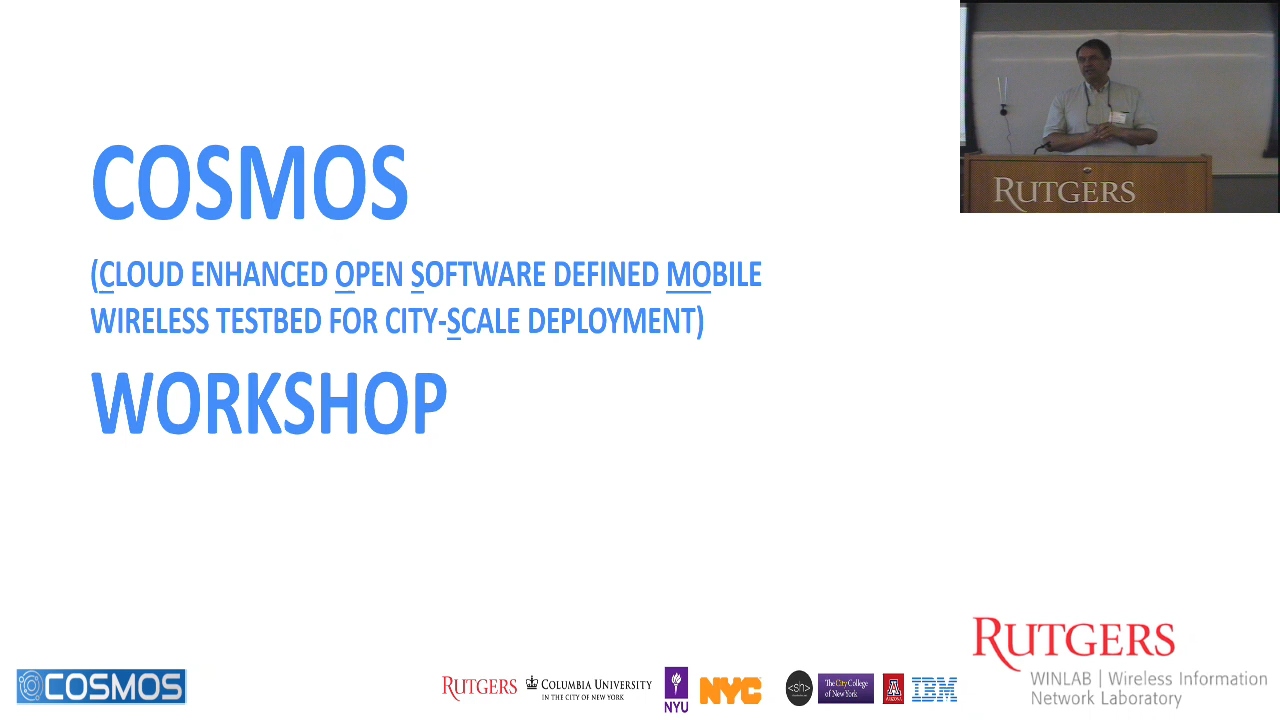 COSMOS
(CLOUD ENHANCED OPEN SOFTWARE DEFINED MOBILE
WIRELESS TESTBED FOR CITY-SCALE DEPLOYMENT)
WORKSHOP
RUTGERS
COSMOS
RUTGERS
COLUMBIA UNIVERSITY
IN THE CITY OF NEW YORK
NYU
NYC
<sh>
The City College
of New York
A
ARIZONA
IBM
RUTGERS
WINLAB | Wireless Information
Network Laboratory